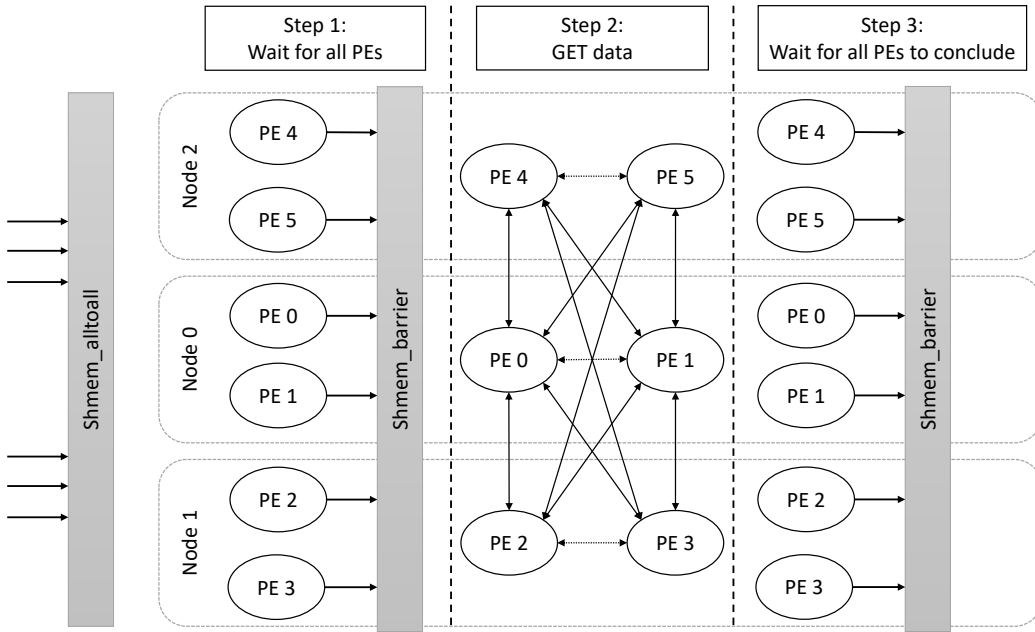 Step 1:
Wait for all PEs
Step 2:
GET data
Step 3:
Wait for all PEs to conclude
Shmem_alltoall
Node 2
PE 4
PE 5
Node 0
PE 0
PE 1
Node 1
PE 2
PE 3
Shmem_barrier
PE 4
PE 5
PE 0
PE 1
PE 2
PE 3
PE 4
PE 5
PE 0
PE 1
PE 2
PE 3
Shmem_barrier